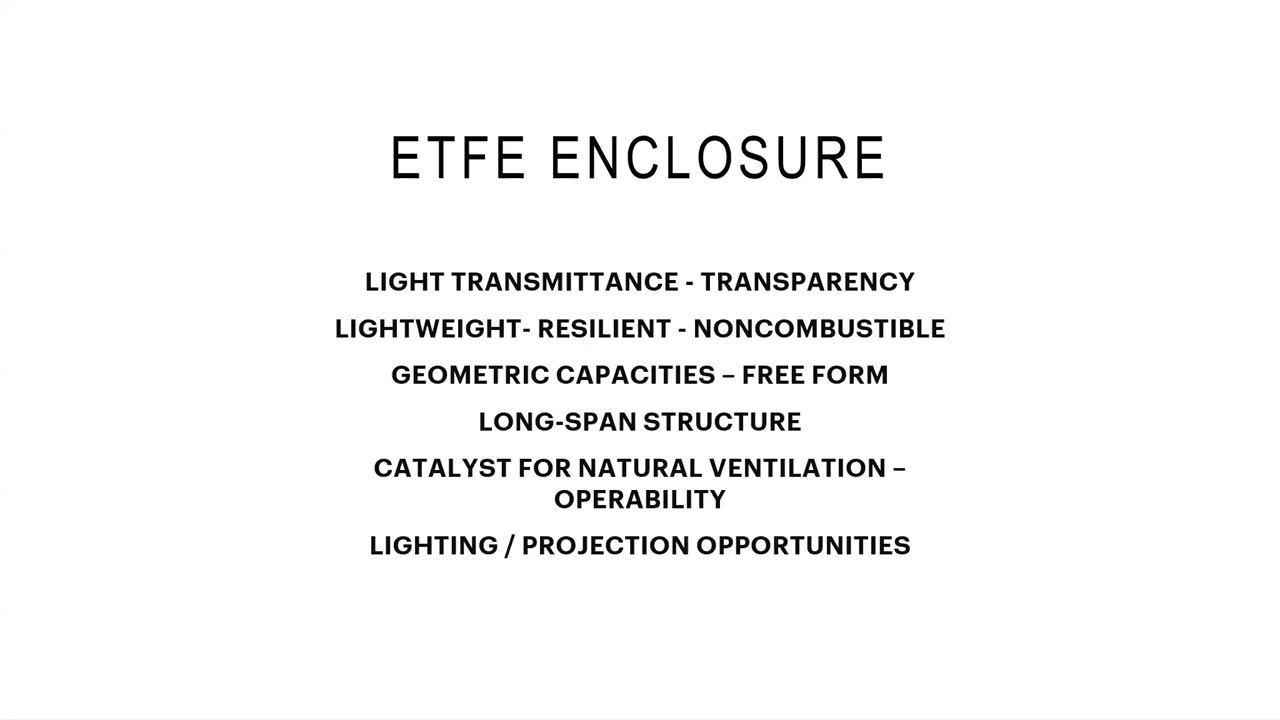 ETFE ENCLOSURE
LIGHT TRANSMITTANCE - TRANSPARENCY
LIGHTWEIGHT- RESILIENT - NONCOMBUSTIBLE
GEOMETRIC CAPACITIES – FREE FORM
LONG-SPAN STRUCTURE
CATALYST FOR NATURAL VENTILATION –
OPERABILITY
LIGHTING / PROJECTION OPPORTUNITIES